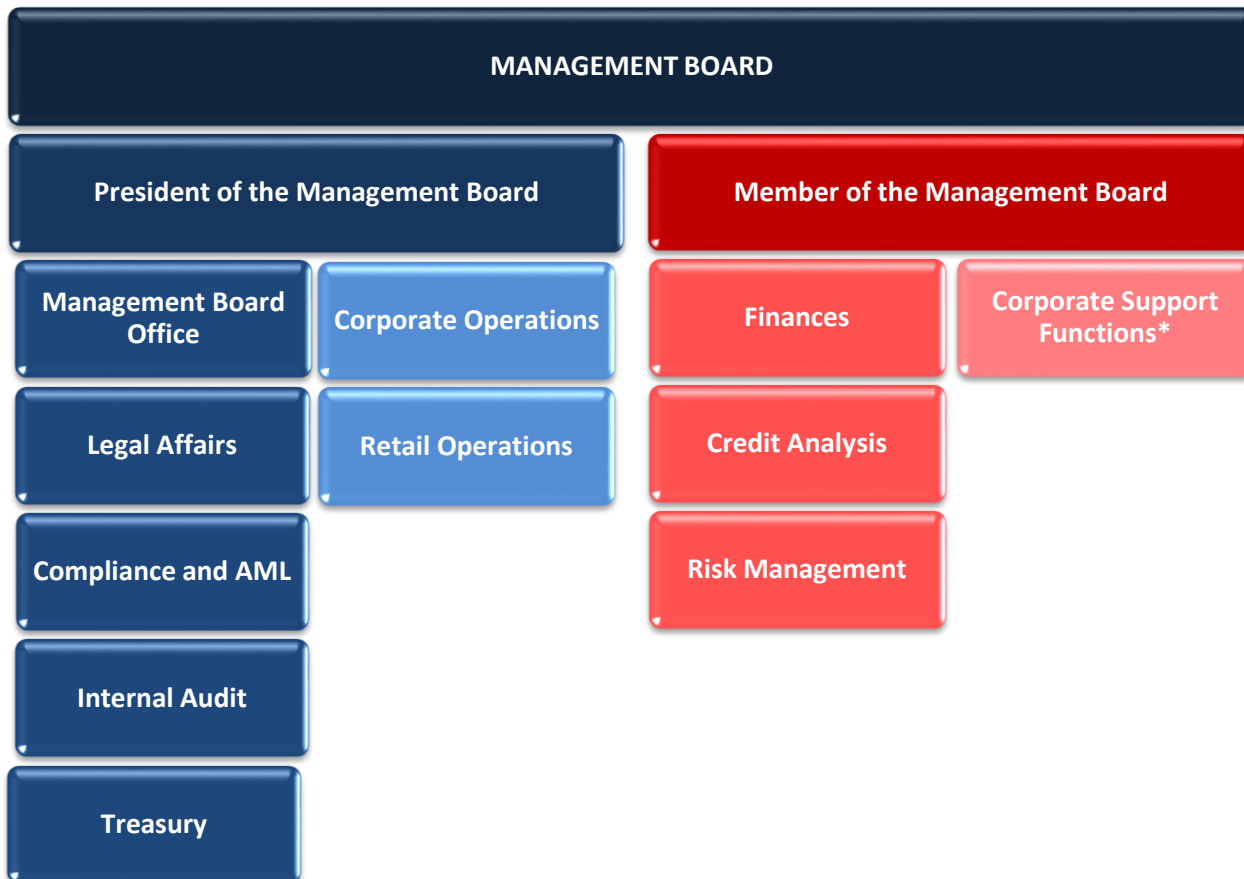 MANAGEMENT BOARD
President of the Management Board
Member of the Management Board
Management Board
Office
Corporate Operations
Finances
Corporate Support
Functions*
Legal Affairs
Retail Operations
Credit Analysis
Compliance and AML
Risk Management
Internal Audit
Treasury